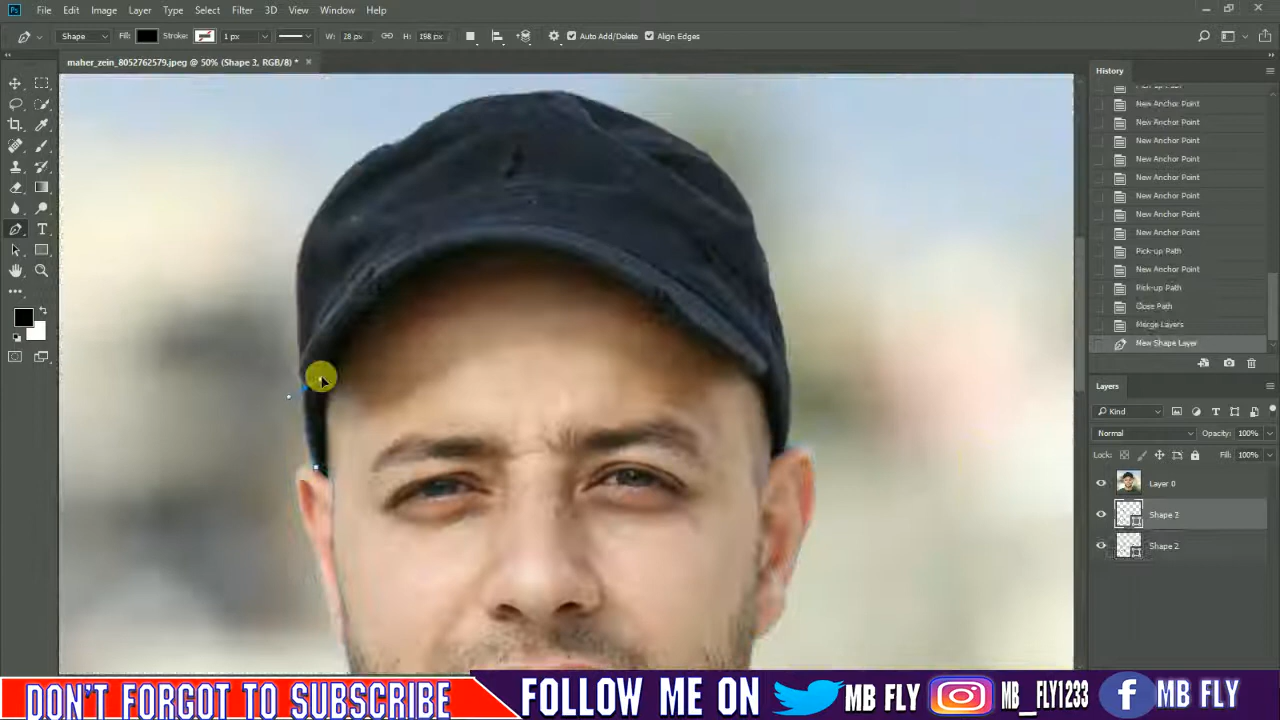 Ps File Edit Image Layer Type Select Filter 3D View Window Help
Shape Fill: Stroke: 1 px W: 28 px H: 198 px Auto Add/Delete Align Edges
maher_zein_8052762579.jpeg @ 50% (Shape 3, RGB/8) *
History
Pick-up Path
New Anchor Point
New Anchor Point
New Anchor Point
New Anchor Point
New Anchor Point
New Anchor Point
New Anchor Point
New Anchor Point
Pick-up Path
New Anchor Point
Pick-up Path
Close Path
Merge Layers
New Shape Layer
Layers
Kind
Normal Opacity: 100%
Lock: Fill: 100%
Layer 0
Shape 3
Shape 2
DON'T FORGOT TO SUBSCRIBE FOLLOW ME ON MB FLY MB__FLY1233 f MB FLY